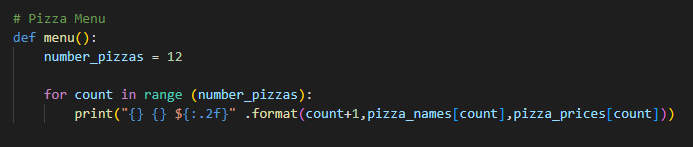 # Pizza Menu
def menu():
    number_pizzas = 12
    for count in range (number_pizzas):
        print("{} {} ${:.2f}" .format(count+1,pizza_names[count],pizza_prices[count]))